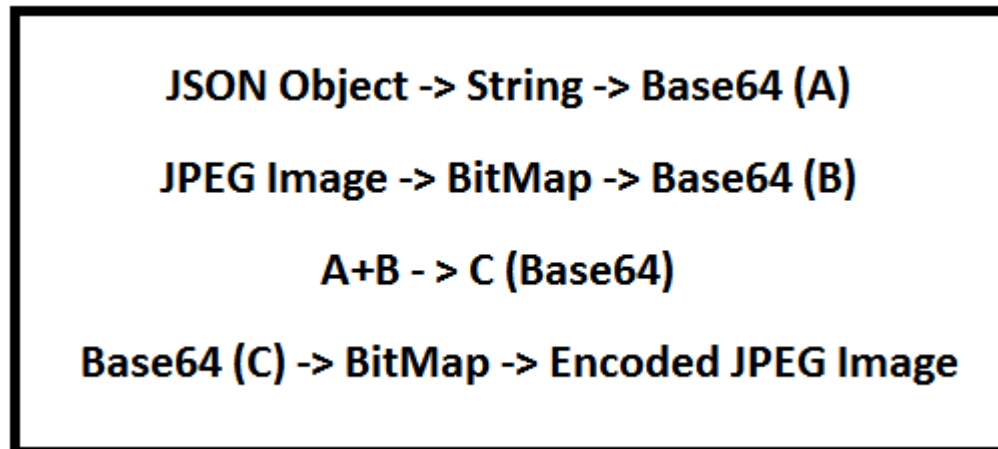 JSON Object -> String -> Base64 (A)
JPEG Image -> BitMap -> Base64 (B)
A+B - > C (Base64)
Base64 (C) -> BitMap -> Encoded JPEG Image